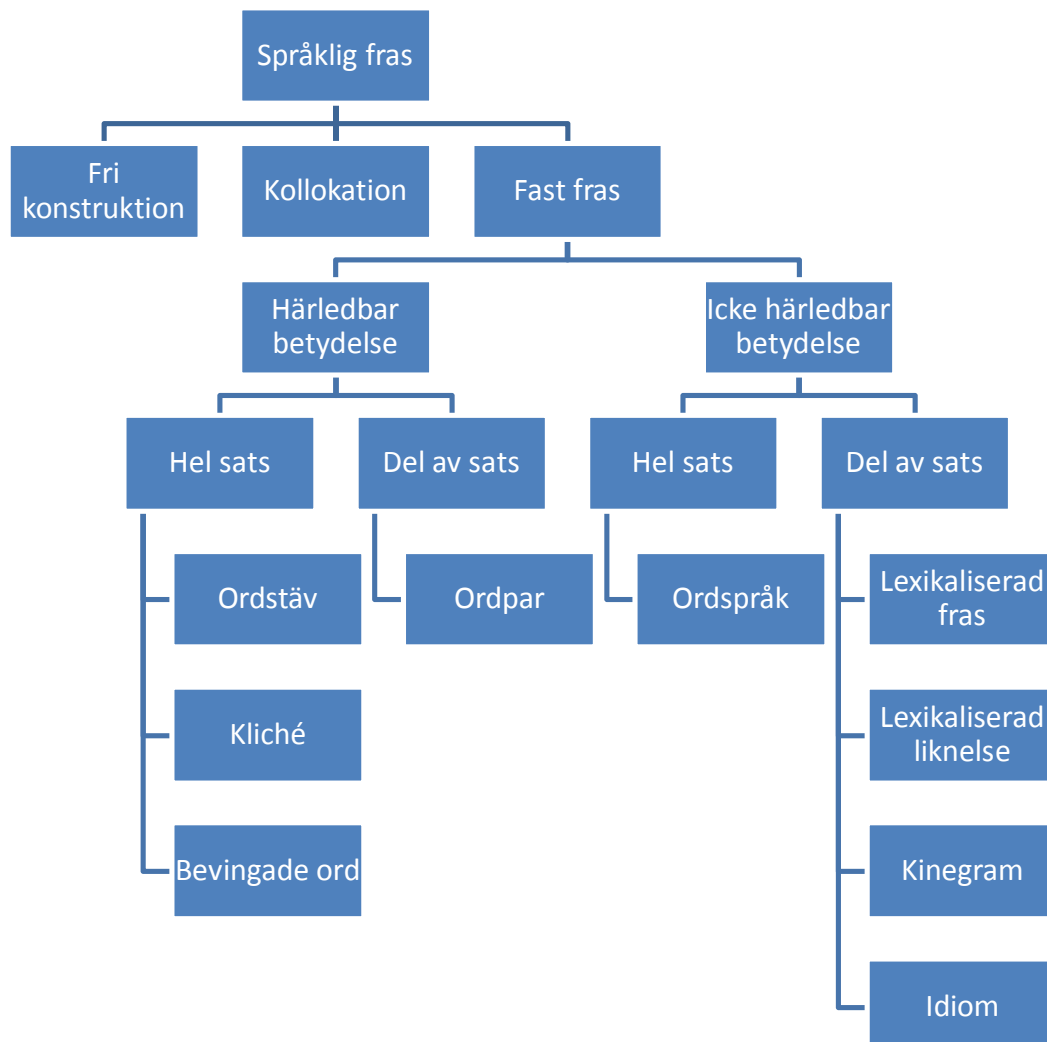 Språklig fras
Fri
konstruktion
Kollokation
Fast fras
Härledbar
betydelse
Icke härledbar
betydelse
Hel sats
Del av sats
Hel sats
Del av sats
Ordstäv
Ordpar
Ordspråk
Lexikaliserad
fras
Kliché
Lexikaliserad
liknelse
Bevingade ord
Kinegram
Idiom